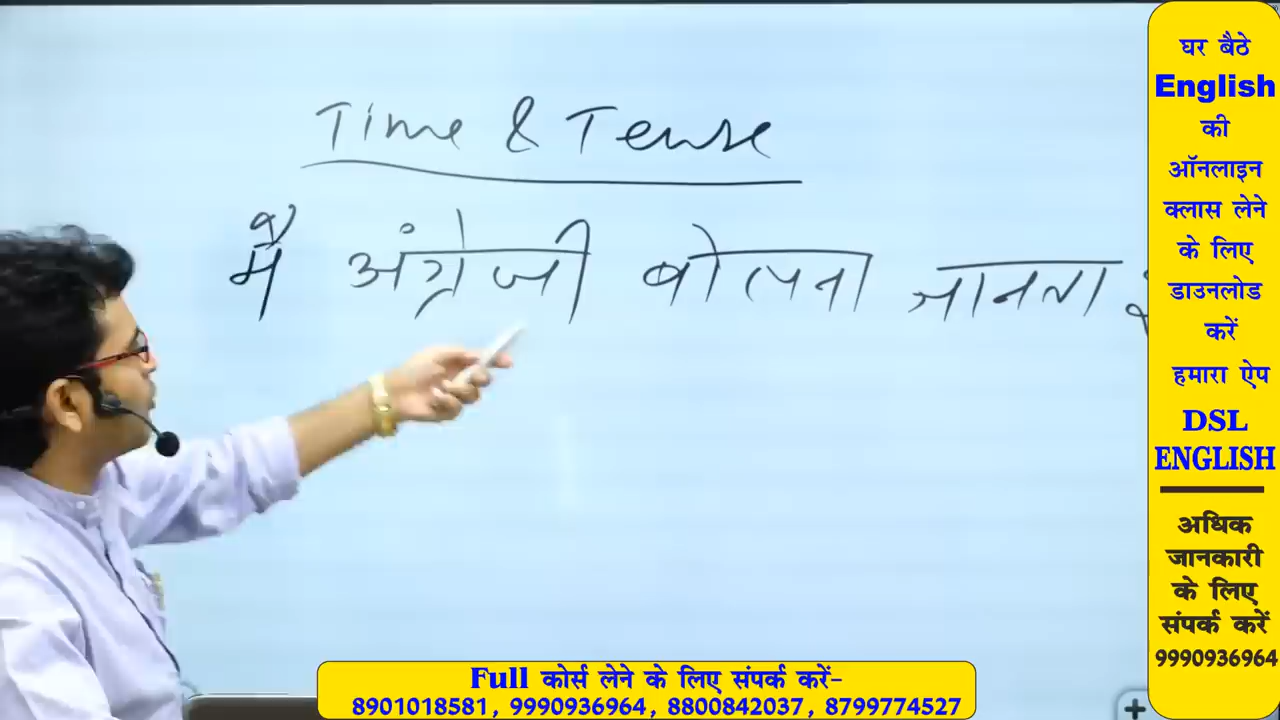 Time & Tense
मैं अंग्रेजी बोलना जानता
घर बैठे
English
की
ऑनलाइन
क्लास लेने
के लिए
डाउनलोड
करें
हमारा ऐप
DSL
ENGLISH
अधिक
जानकारी
के लिए
संपर्क करें
9990936964
Full कोर्स लेने के लिए संपर्क करें-
8901018581, 9990936964, 8800842037, 8799774527